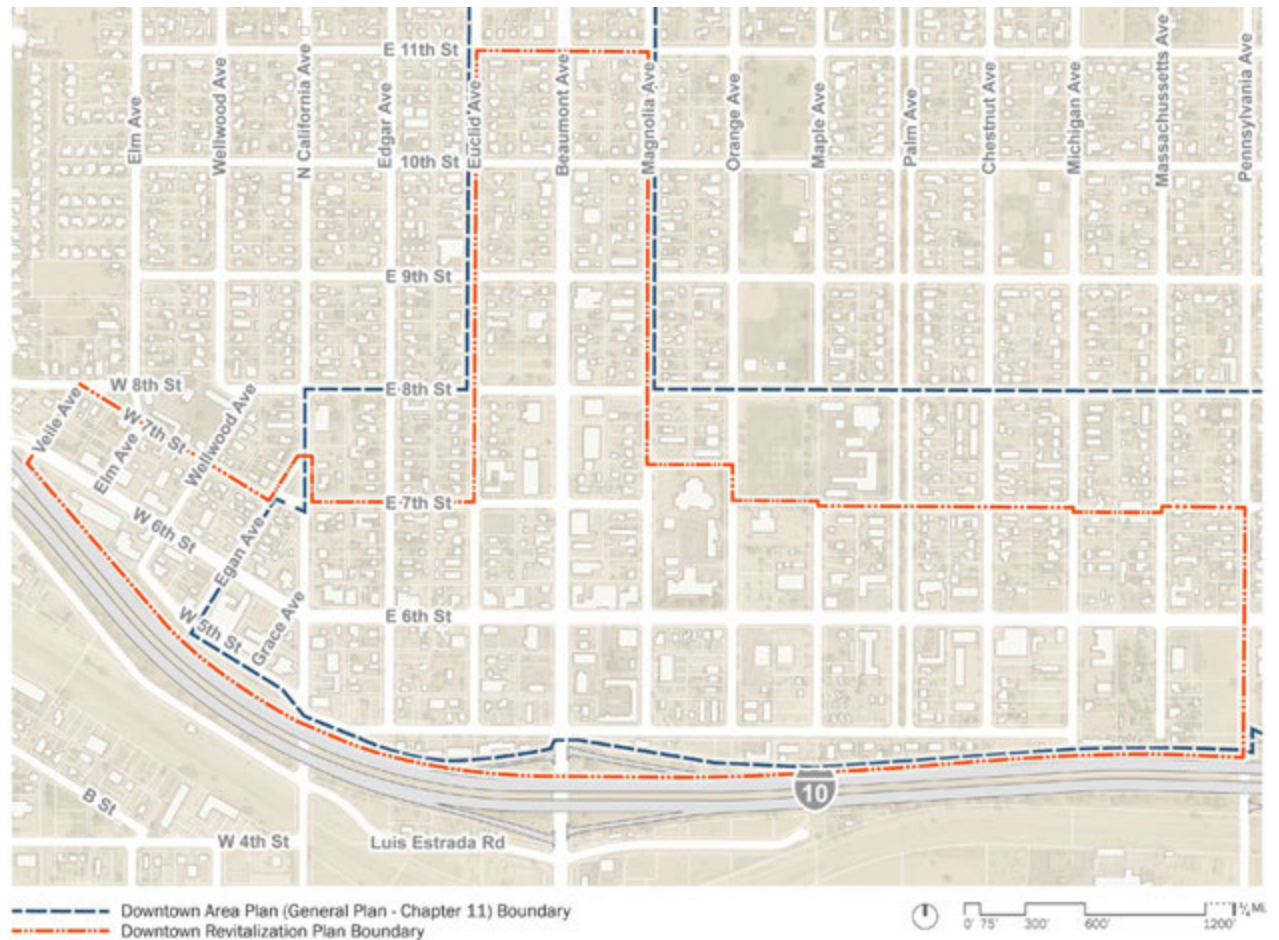 E 11th St
Elm Ave
Wellwood Ave
N California Ave
Edgar Ave
Euclid Ave
Beaumont Ave
Magnolia Ave
Orange Ave
Maple Ave
Palm Ave
Chestnut Ave
Michigan Ave
Massachussetts Ave
Pennsylvania Ave
10th St
E 9th St
W 8th St
E 8th St
Veile Ave
W 7th St
Elm Ave
Wellwood Ave
E 7th St
W 6th St
Egan Ave
E 6th St
W 5th St
Grace Ave
10
B St
W 4th St
Luis Estrada Rd
Downtown Area Plan (General Plan - Chapter 11) Boundary
Downtown Revitalization Plan Boundary
0' 75' 300' 600' 1200' ¼ Mi.